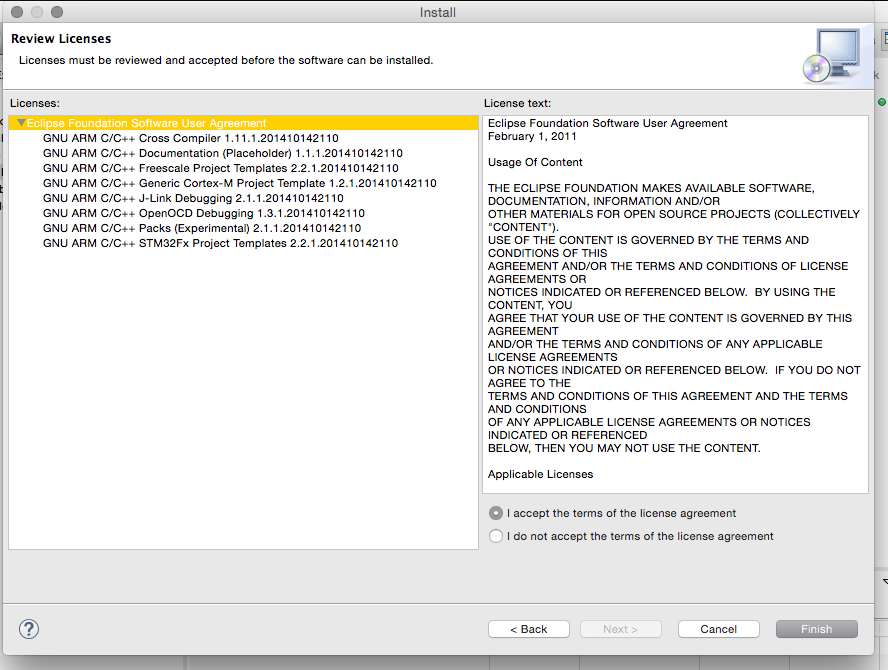 Install
Review Licenses
Licenses must be reviewed and accepted before the software can be installed.
Licenses:
Eclipse Foundation Software User Agreement
GNU ARM C/C++ Cross Compiler 1.11.1.201410142110
GNU ARM C/C++ Documentation (Placeholder) 1.1.1.201410142110
GNU ARM C/C++ Freescale Project Templates 2.2.1.201410142110
GNU ARM C/C++ Generic Cortex-M Project Template 1.2.1.201410142110
GNU ARM C/C++ J-Link Debugging 2.1.1.201410142110
GNU ARM C/C++ OpenOCD Debugging 1.3.1.201410142110
GNU ARM C/C++ Packs (Experimental) 2.1.1.201410142110
GNU ARM C/C++ STM32Fx Project Templates 2.2.1.201410142110
License text:
Eclipse Foundation Software User Agreement
February 1, 2011
Usage Of Content
THE ECLIPSE FOUNDATION MAKES AVAILABLE SOFTWARE,
DOCUMENTATION, INFORMATION AND/OR
OTHER MATERIALS FOR OPEN SOURCE PROJECTS (COLLECTIVELY
"CONTENT").
USE OF THE CONTENT IS GOVERNED BY THE TERMS AND
CONDITIONS OF THIS
AGREEMENT AND/OR THE TERMS AND CONDITIONS OF LICENSE
AGREEMENTS OR
NOTICES INDICATED OR REFERENCED BELOW.  BY USING THE
CONTENT, YOU
AGREE THAT YOUR USE OF THE CONTENT IS GOVERNED BY THIS
AGREEMENT
AND/OR THE TERMS AND CONDITIONS OF ANY APPLICABLE
LICENSE AGREEMENTS
OR NOTICES INDICATED OR REFERENCED BELOW.  IF YOU DO NOT
AGREE TO THE
TERMS AND CONDITIONS OF THIS AGREEMENT AND THE TERMS
AND CONDITIONS
OF ANY APPLICABLE LICENSE AGREEMENTS OR NOTICES
INDICATED OR REFERENCED
BELOW, THEN YOU MAY NOT USE THE CONTENT.
Applicable Licenses
I accept the terms of the license agreement
I do not accept the terms of the license agreement
?
< Back
Next >
Cancel
Finish